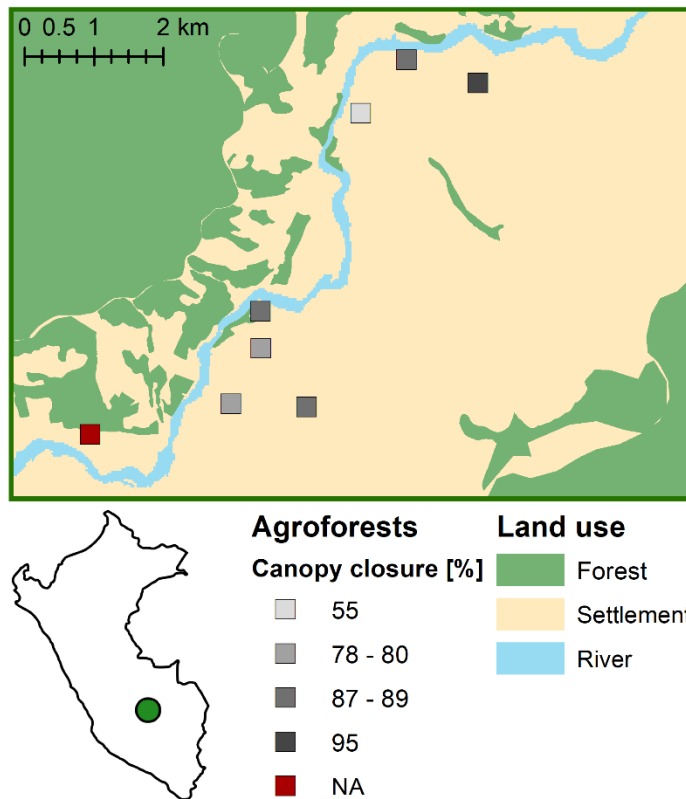 0 0.5 1 2 km
Agroforests
Canopy closure [%]
55
78 - 80
87 - 89
95
NA
Land use
Forest
Settlement
River